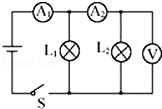 A₁ A₂
L₁ L₂ V
S